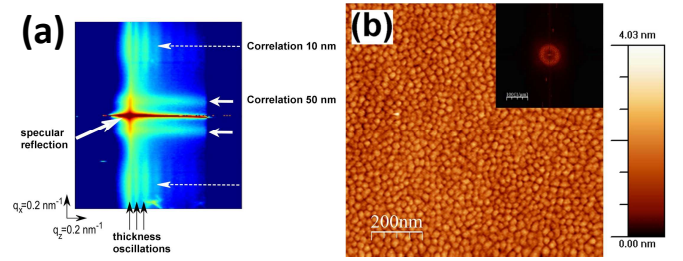 (a)
Correlation 10 nm
Correlation 50 nm
specular
reflection
qx=0.2 nm-1
qz=0.2 nm-1
thickness
oscillations
(b)
200nm
4.03 nm
0.00 nm